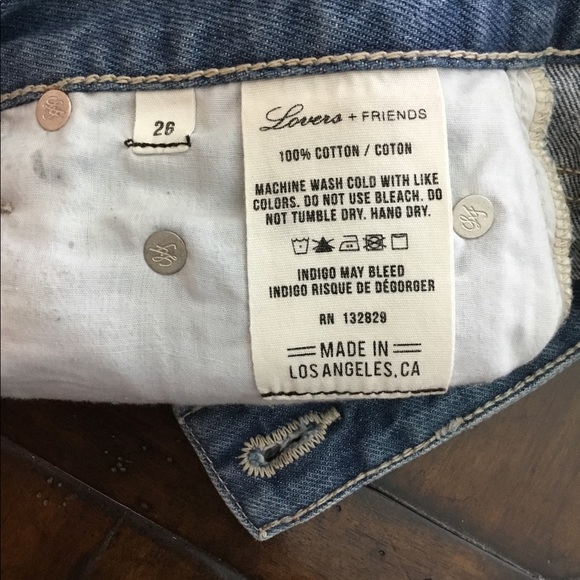 26
Lovers + FRIENDS
100% COTTON / COTON
MACHINE WASH COLD WITH LIKE
COLORS. DO NOT USE BLEACH. DO
NOT TUMBLE DRY. HANG DRY.
INDIGO MAY BLEED
INDIGO RISQUE DE DÉGORGER
RN 132829
MADE IN
LOS ANGELES, CA